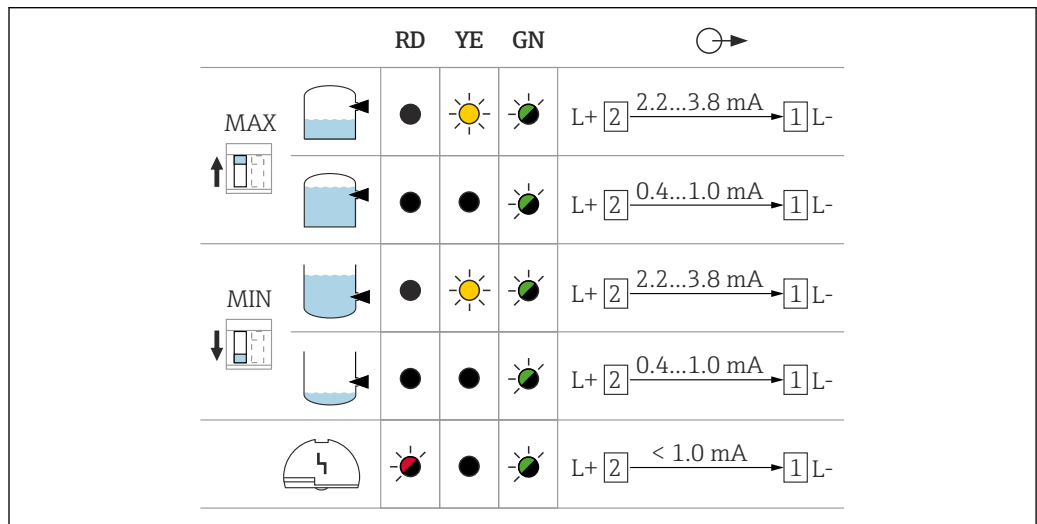 RD YE GN
MAX
L+ 2 2.2...3.8 mA 1 L-
L+ 2 0.4...1.0 mA 1 L-
MIN
L+ 2 2.2...3.8 mA 1 L-
L+ 2 0.4...1.0 mA 1 L-
L+ 2 < 1.0 mA 1 L-